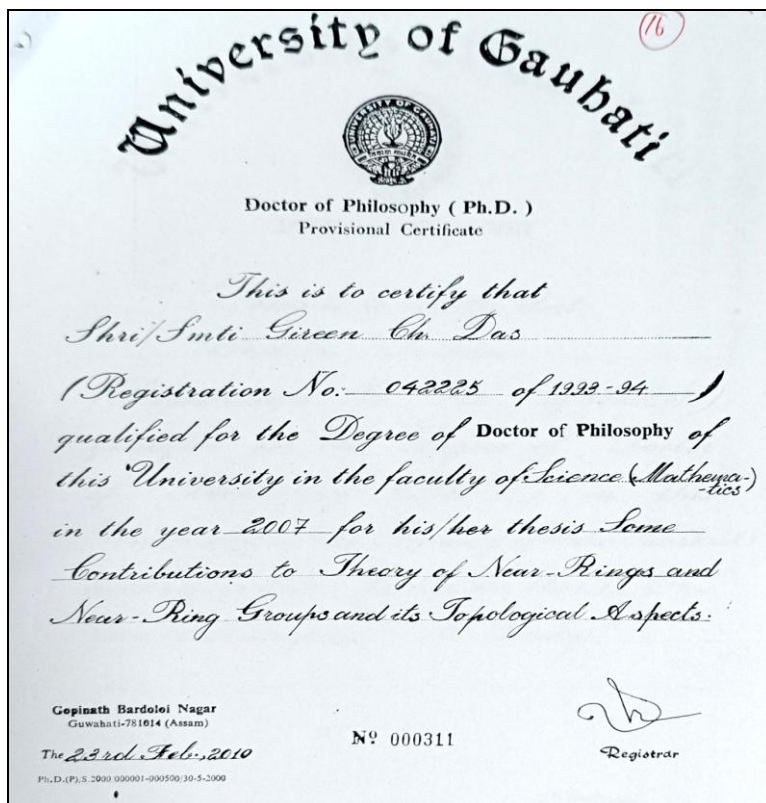 16
University of Gauhati
UNIVERSITY OF GAUHATI
Doctor of Philosophy ( Ph.D. )
Provisional Certificate
This is to certify that
Shri/Smti Gireen Ch. Das
(Registration No: 042225 of 1993-94 )
qualified for the Degree of Doctor of Philosophy of
this University in the faculty of Science (Mathema-
-tics)
in the year 2007 for his/her thesis Some
Contributions to Theory of Near-Rings and
Near-Ring Groups and its Topological Aspects.
Gopinath Bardoloi Nagar
Guwahati-781014 (Assam)
The 23rd Feb., 2010
Nº 000311
Registrar
Ph.D.(P).S.2000 000001-000500/30-5-2000